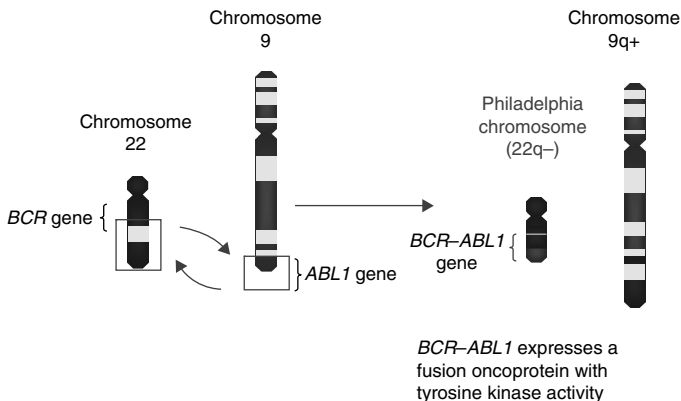 Chromosome
9
Chromosome
9q+
Chromosome
22
Philadelphia
chromosome
(22q–)
BCR gene
BCR–ABL1
gene
ABL1 gene
BCR–ABL1 expresses a
fusion oncoprotein with
tyrosine kinase activity